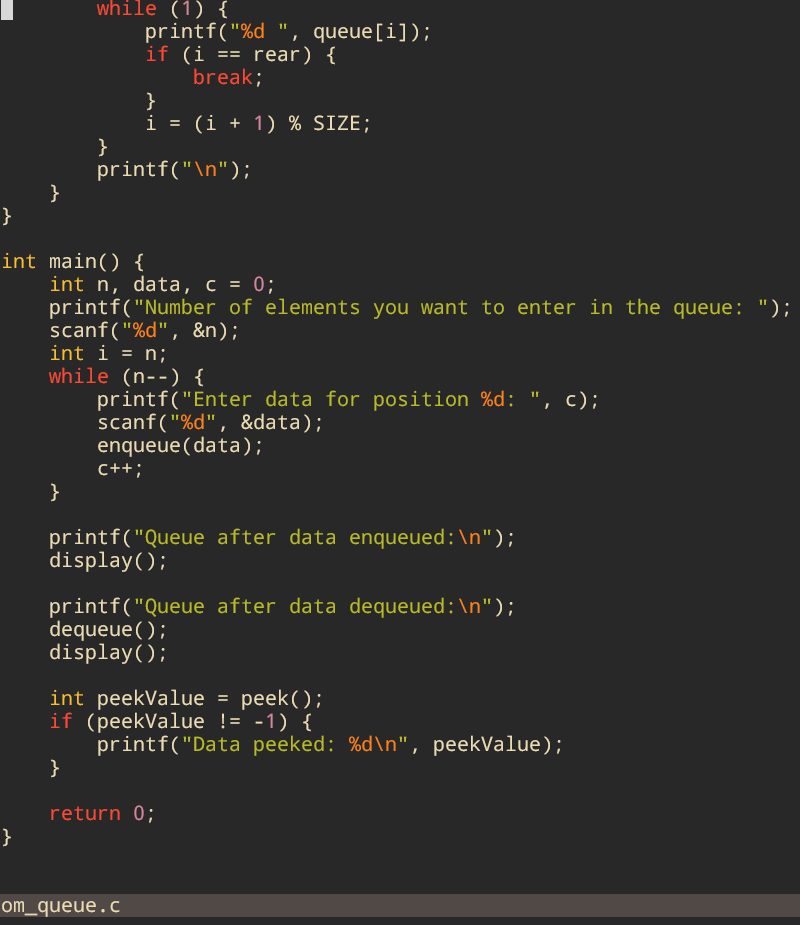 while (1) {
            printf("%d ", queue[i]);
            if (i == rear) {
                break;
            }
            i = (i + 1) % SIZE;
        }
        printf("\n");
    }
}

int main() {
    int n, data, c = 0;
    printf("Number of elements you want to enter in the queue: ");
    scanf("%d", &n);
    int i = n;
    while (n--) {
        printf("Enter data for position %d: ", c);
        scanf("%d", &data);
        enqueue(data);
        c++;
    }

    printf("Queue after data enqueued:\n");
    display();

    printf("Queue after data dequeued:\n");
    dequeue();
    display();

    int peekValue = peek();
    if (peekValue != -1) {
        printf("Data peeked: %d\n", peekValue);
    }

    return 0;
}
om_queue.c